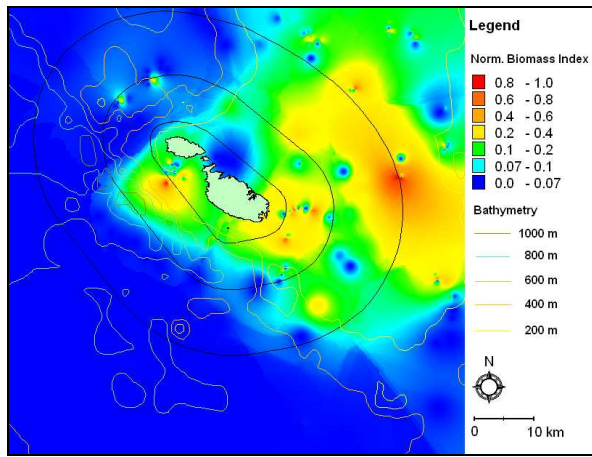 Legend
Norm. Biomass Index
0.8 - 1.0
0.6 - 0.8
0.4 - 0.6
0.2 - 0.4
0.1 - 0.2
0.07 - 0.1
0.0 - 0.07
Bathymetry
1000 m
800 m
600 m
400 m
200 m
N
0 10 km